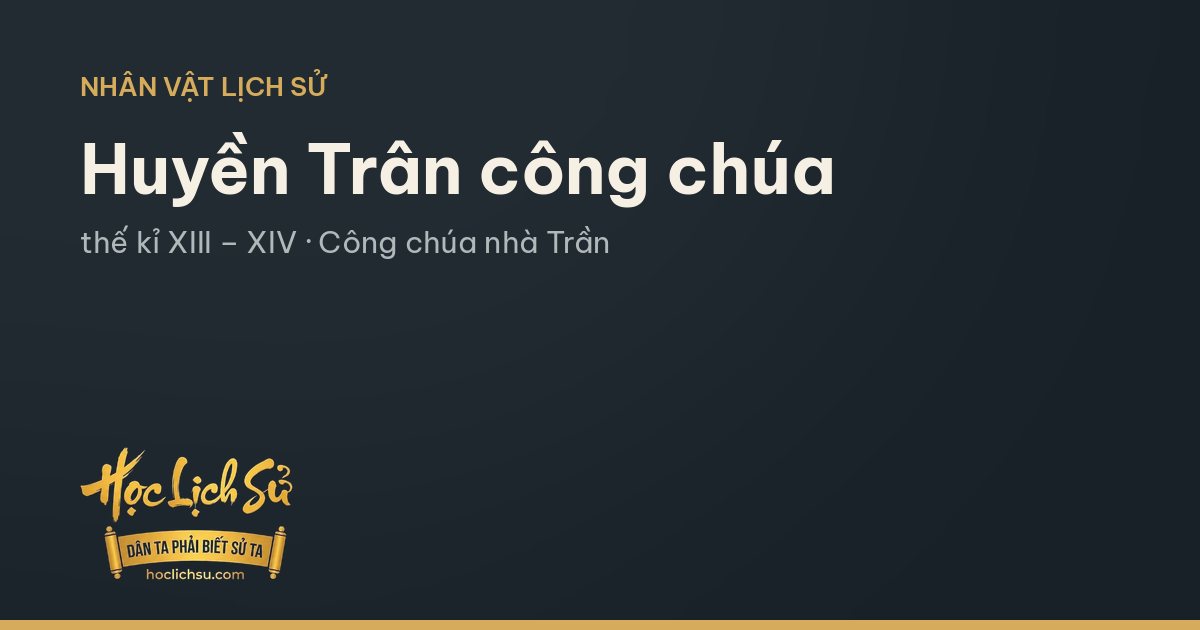 NHÂN VẬT LỊCH SỬ
Huyền Trân công chúa
thế kỉ XIII – XIV · Công chúa nhà Trần
Học Lịch Sử
DÂN TA PHẢI BIẾT SỬ TA
hoclichsu.com